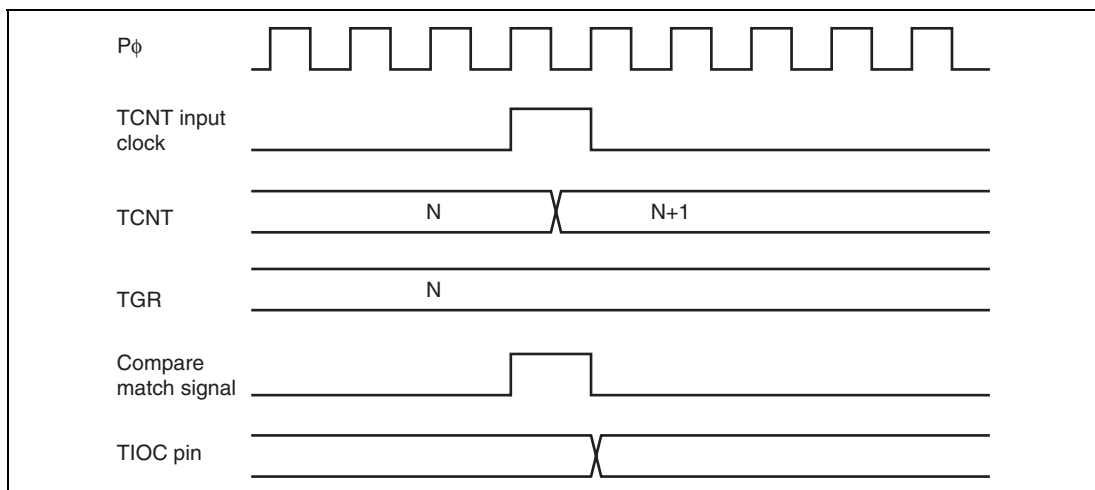 Pϕ
TCNT input
clock
TCNT
N
N+1
TGR
N
Compare
match signal
TIOC pin